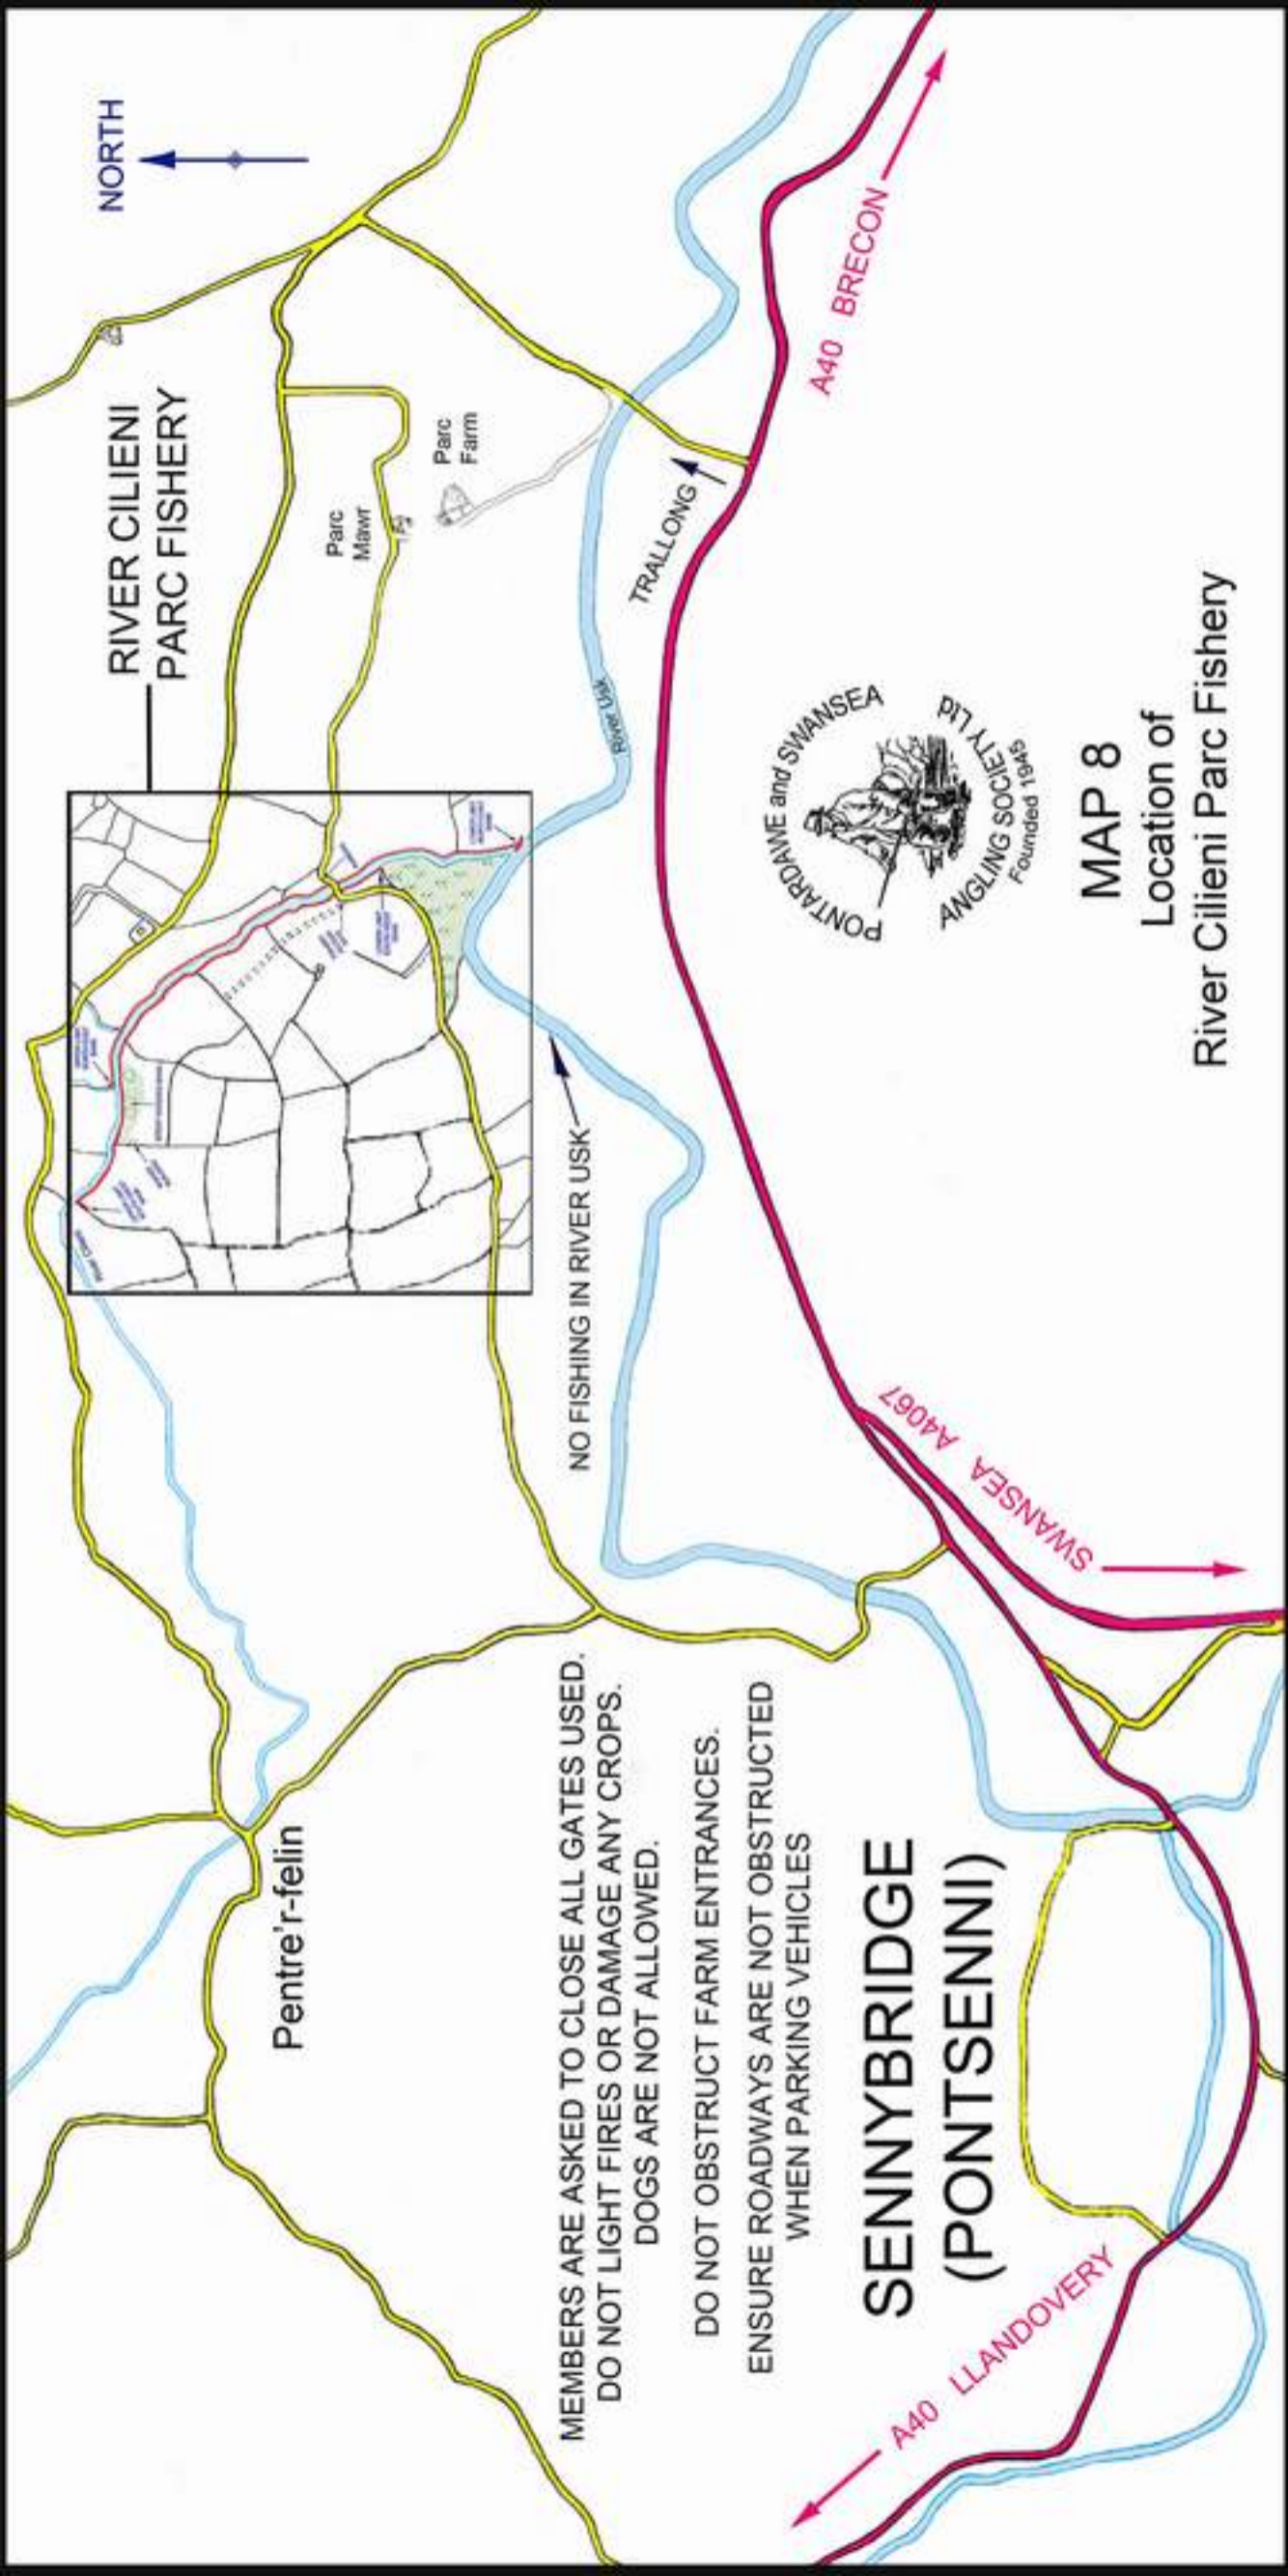 NORTH
RIVER CILIENI
PARC FISHERY
Parc
Mawr
Parc
Farm
River Usk
TRALLONG
A40 BRECON
NO FISHING IN RIVER USK
Pentre'r-felin
MEMBERS ARE ASKED TO CLOSE ALL GATES USED.
DO NOT LIGHT FIRES OR DAMAGE ANY CROPS.
DOGS ARE NOT ALLOWED.
DO NOT OBSTRUCT FARM ENTRANCES.
ENSURE ROADWAYS ARE NOT OBSTRUCTED
WHEN PARKING VEHICLES
SENNYBRIDGE
(PONTSENNI)
A40 LLANDOVERY
SWANSEA A4067
PONTARDAWE and SWANSEA
ANGLING SOCIETY Ltd
Founded 1945
MAP 8
Location of
River Cilieni Parc Fishery